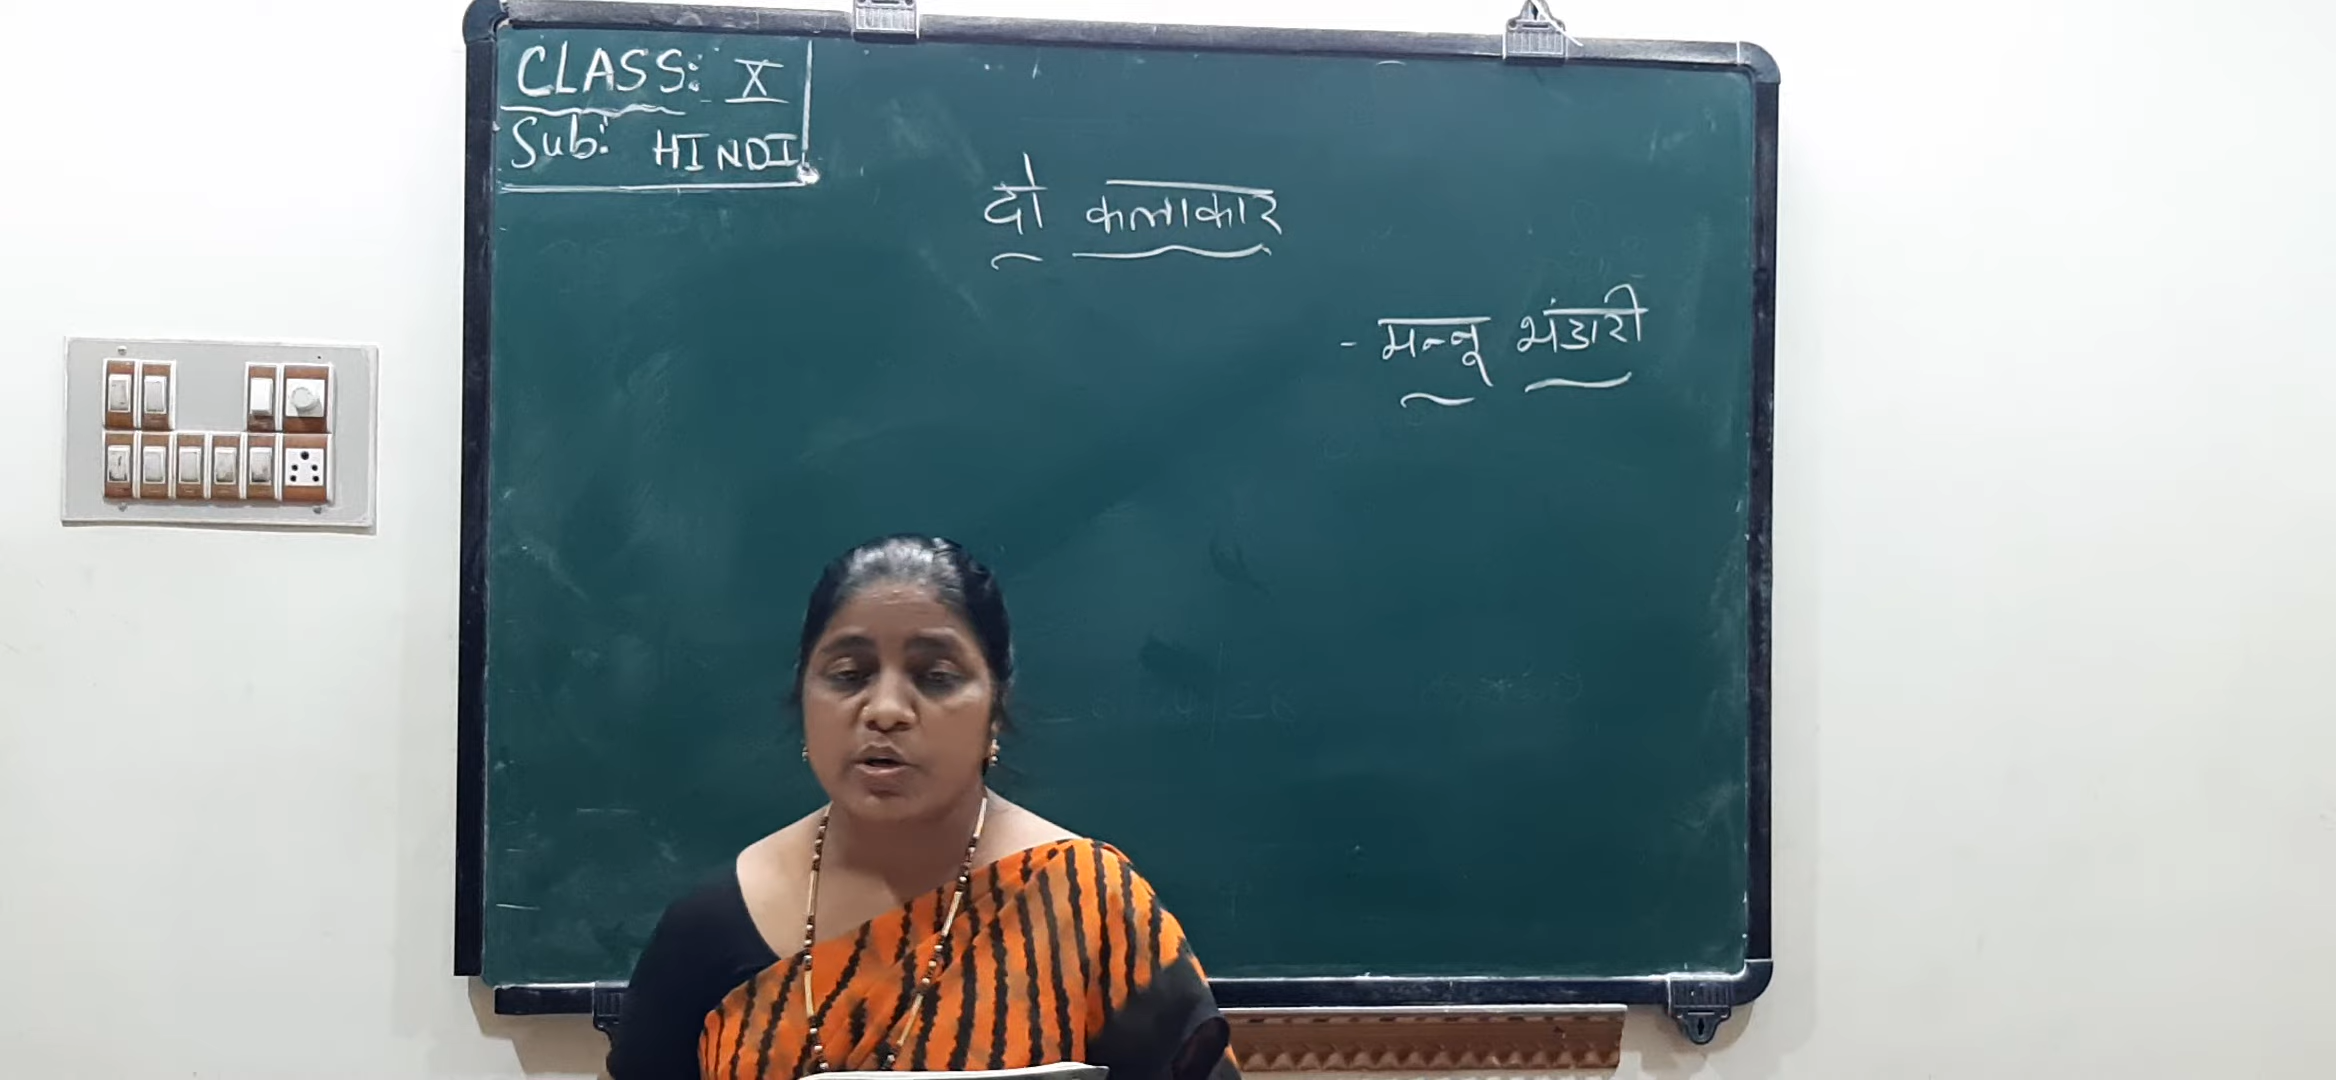 CLASS: X
Sub: HINDI
दो कलाकार
- मन्नू भंडारी